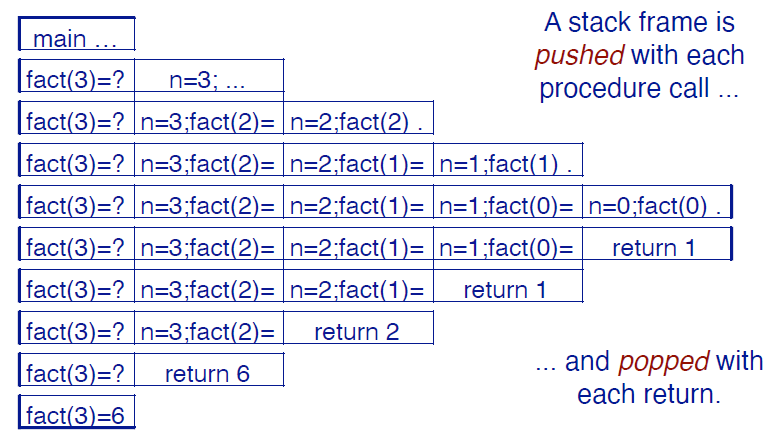 A stack frame is
pushed with each
procedure call ...
main ...
fact(3)=? n=3; ...
fact(3)=? n=3;fact(2)= n=2;fact(2) .
fact(3)=? n=3;fact(2)= n=2;fact(1)= n=1;fact(1) .
fact(3)=? n=3;fact(2)= n=2;fact(1)= n=1;fact(0)= n=0;fact(0) .
fact(3)=? n=3;fact(2)= n=2;fact(1)= n=1;fact(0)= return 1
fact(3)=? n=3;fact(2)= n=2;fact(1)= return 1
fact(3)=? n=3;fact(2)= return 2
fact(3)=? return 6
fact(3)=6
... and popped with
each return.